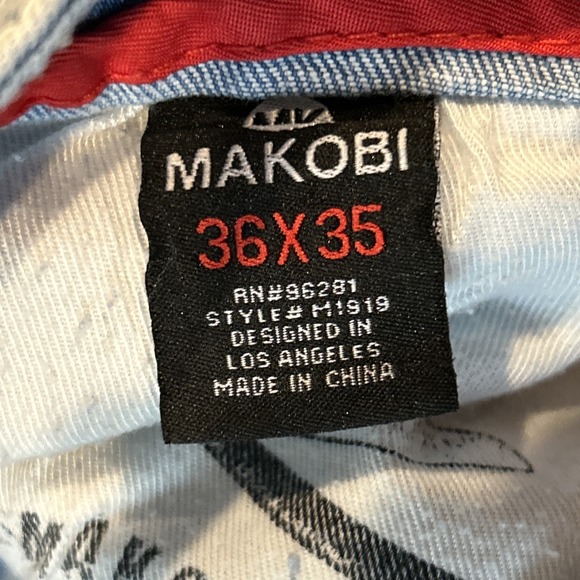 MAKOBI
36X35
RN#96281
STYLE# M1919
DESIGNED IN
LOS ANGELES
MADE IN CHINA